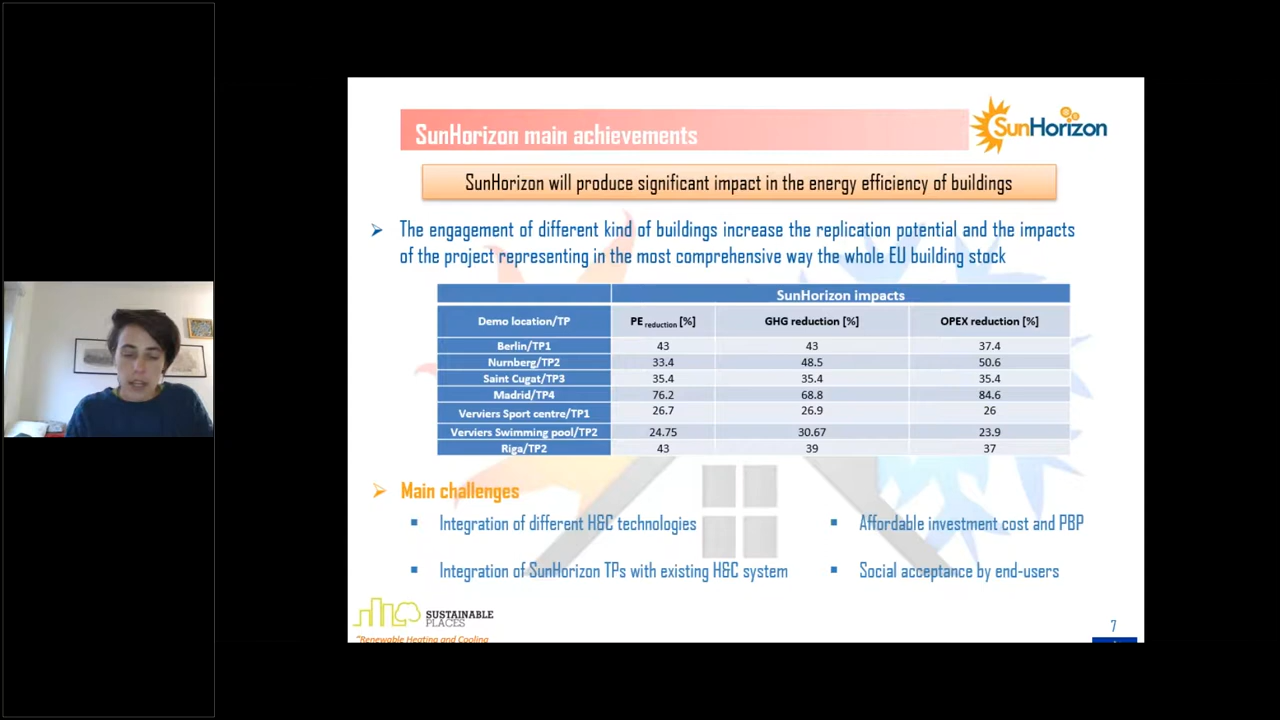 SunHorizon main achievements
SunHorizon
SunHorizon will produce significant impact in the energy efficiency of buildings
The engagement of different kind of buildings increase the replication potential and the impacts
of the project representing in the most comprehensive way the whole EU building stock
SunHorizon impacts
Demo location/TP PE reduction [%] GHG reduction [%] OPEX reduction [%]
Berlin/TP1 43 43 37.4
Nurnberg/TP2 33.4 48.5 50.6
Saint Cugat/TP3 35.4 35.4 35.4
Madrid/TP4 76.2 68.8 84.6
Verviers Sport centre/TP1 26.7 26.9 26
Verviers Swimming pool/TP2 24.75 30.67 23.9
Riga/TP2 43 39 37
Main challenges
Integration of different H&C technologies
Affordable investment cost and PBP
Integration of SunHorizon TPs with existing H&C system
Social acceptance by end-users
SUSTAINABLE
PLACES
"Renewable Heating and Cooling
7